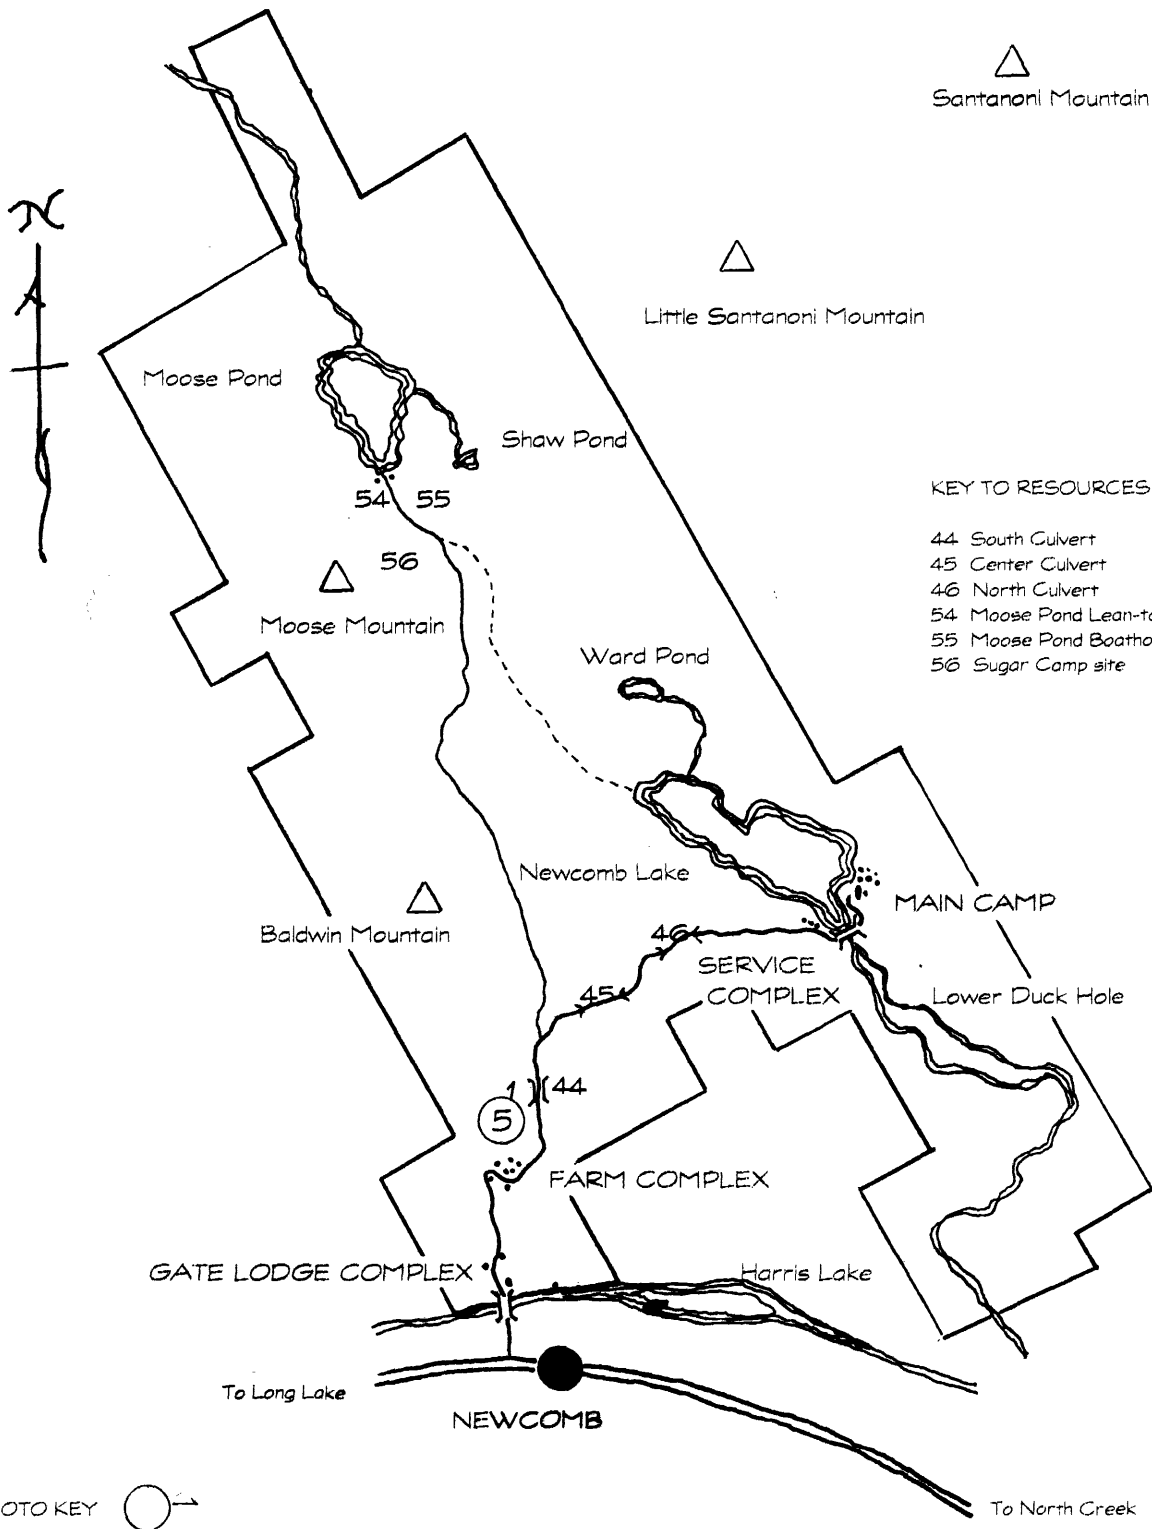 Santanoni Mountain
N
Little Santanoni Mountain
Moose Pond
Shaw Pond
KEY TO RESOURCES
54 55
44 South Culvert
56
45 Center Culvert
46 North Culvert
54 Moose Pond Lean-to
Moose Mountain
55 Moose Pond Boatho
Ward Pond
56 Sugar Camp site
Newcomb Lake
MAIN CAMP
Baldwin Mountain
46
SERVICE
COMPLEX
45
Lower Duck Hole
1 44
5
FARM COMPLEX
GATE LODGE COMPLEX
Harris Lake
To Long Lake
NEWCOMB
OTO KEY
1
To North Creek